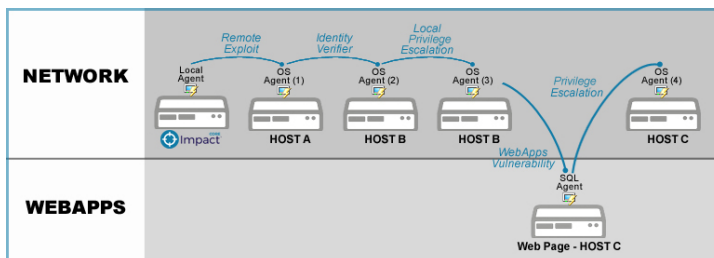 NETWORK
Remote
Exploit
Identity
Verifier
Local
Privilege
Escalation
Local
Agent
OS
Agent (1)
OS
Agent (2)
OS
Agent (3)
Privilege
Escalation
OS
Agent (4)
Impact
HOST A
HOST B
HOST B
HOST C
WebApps
Vulnerability
WEBAPPS
SQL
Agent
Web Page - HOST C